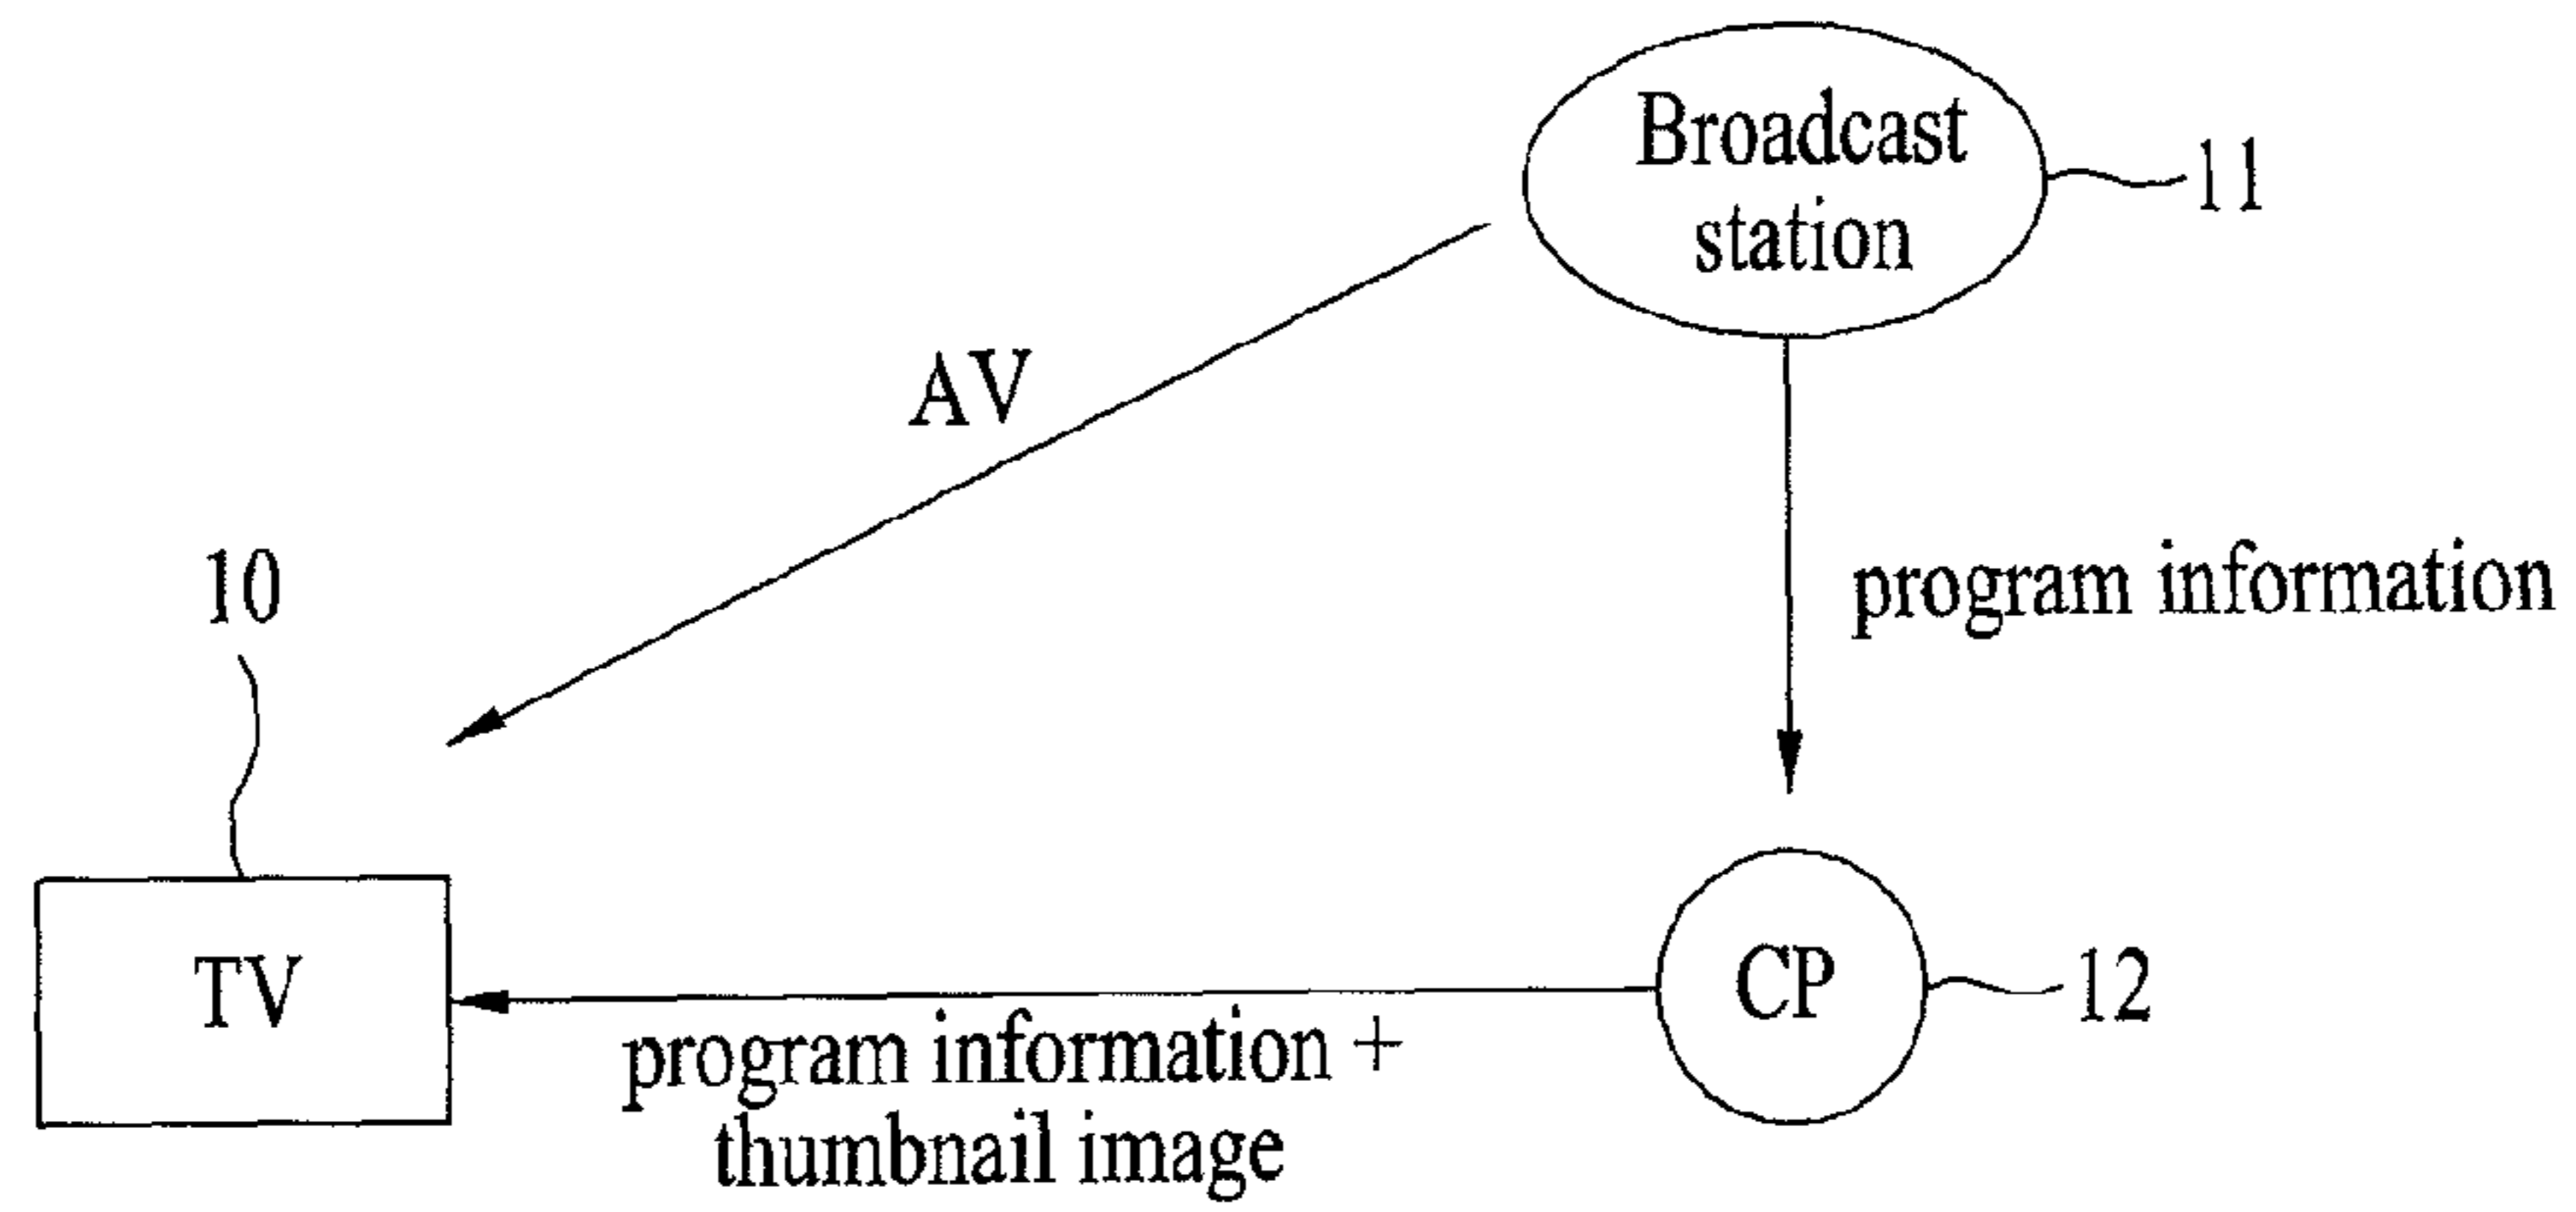 Broadcast
station
11
AV
10
program information
TV
CP
12
program information +
thumbnail image